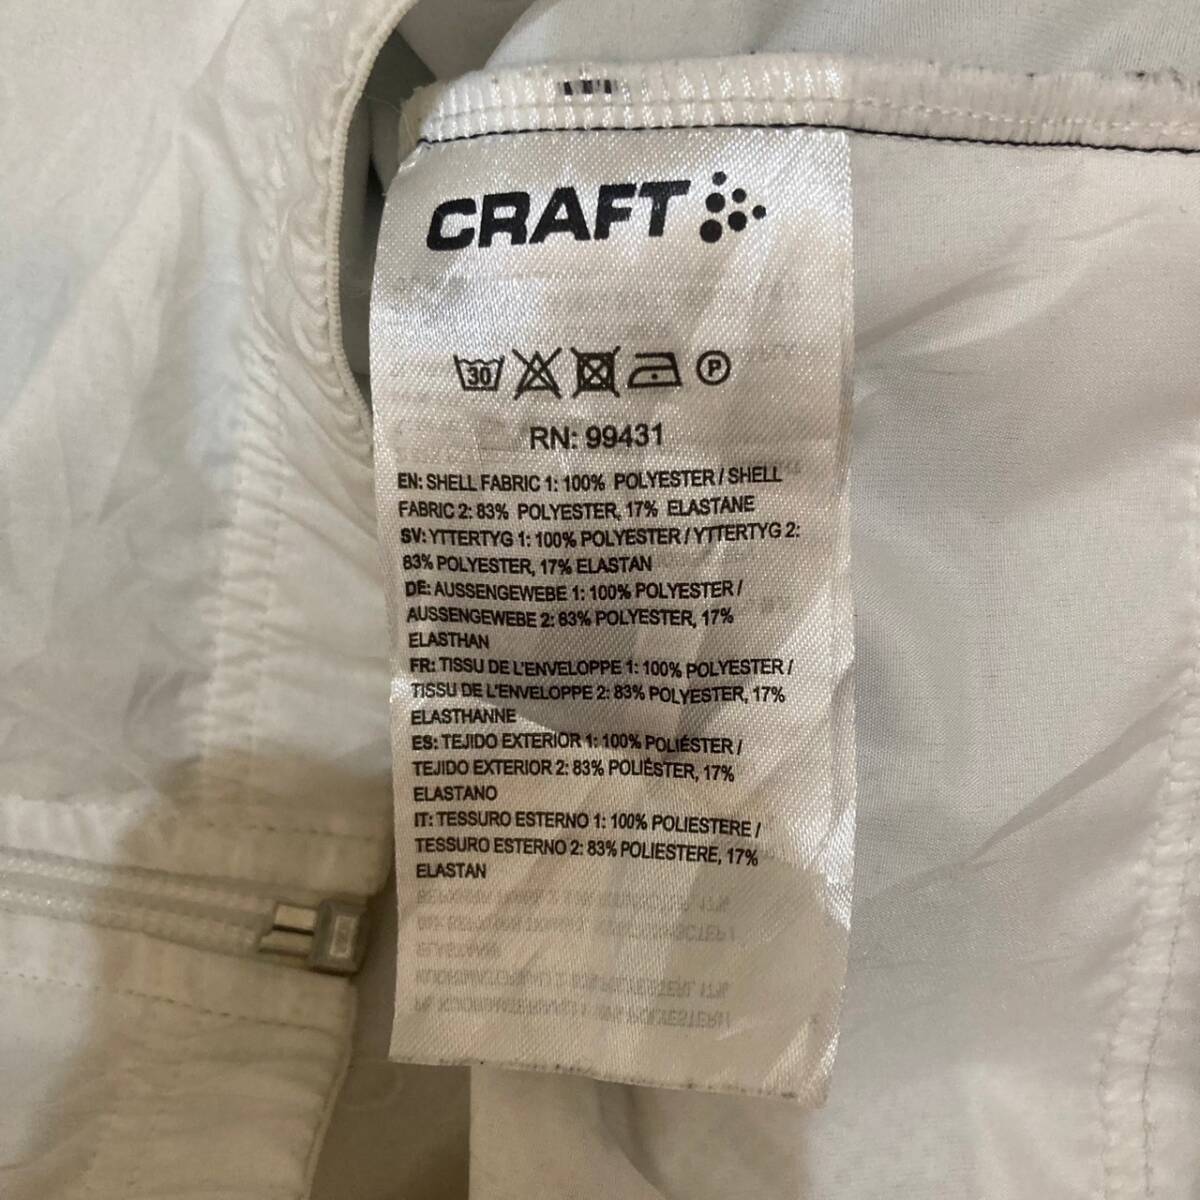 CRAFT
30 P
RN: 99431
EN: SHELL FABRIC 1: 100% POLYESTER / SHELL
FABRIC 2: 83% POLYESTER, 17% ELASTANE
SV: YTTERTYG 1: 100% POLYESTER / YTTERTYG 2:
83% POLYESTER, 17% ELASTAN
DE: AUSSENGEWEBE 1: 100% POLYESTER /
AUSSENGEWEBE 2: 83% POLYESTER, 17%
ELASTHAN
FR: TISSU DE L'ENVELOPPE 1: 100% POLYESTER /
TISSU DE L'ENVELOPPE 2: 83% POLYESTER, 17%
ELASTHANNE
ES: TEJIDO EXTERIOR 1: 100% POLIÉSTER /
TEJIDO EXTERIOR 2: 83% POLIÉSTER, 17%
ELASTANO
IT: TESSURO ESTERNO 1: 100% POLIESTERE /
TESSURO ESTERNO 2: 83% POLIESTERE, 17%
ELASTAN